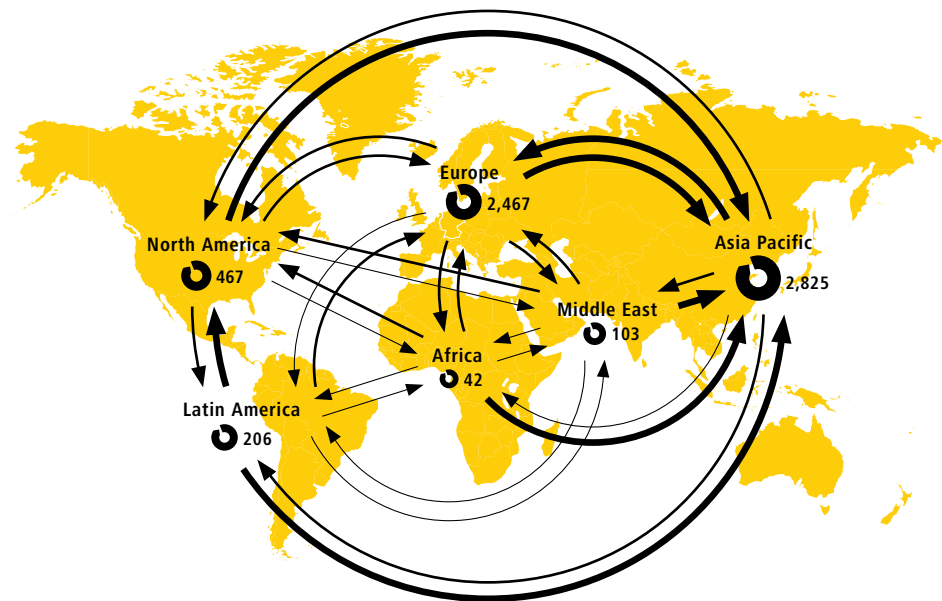 Europe
2,467
North America
467
Asia Pacific
2,825
Middle East
103
Africa
42
Latin America
206